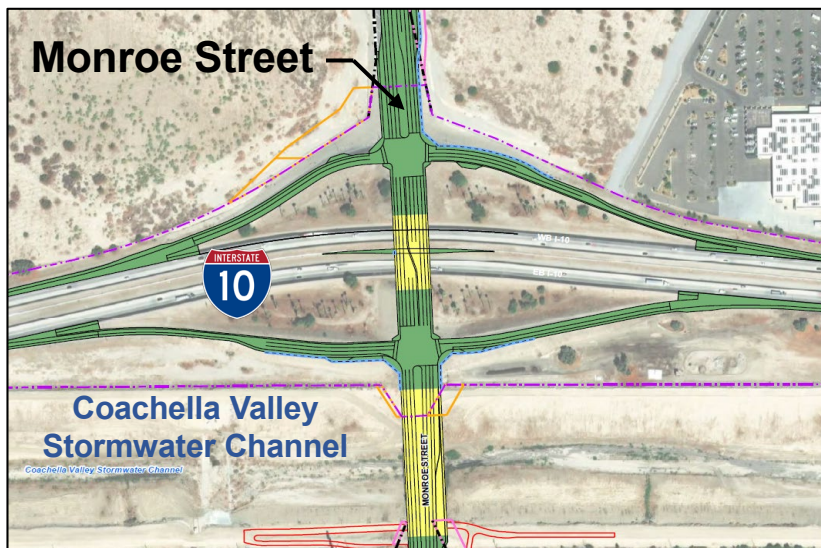 Monroe Street
WB I-10
INTERSTATE
10
EB I-10
Coachella Valley
Stormwater Channel
Coachella Valley Stormwater Channel
MONROE STREET